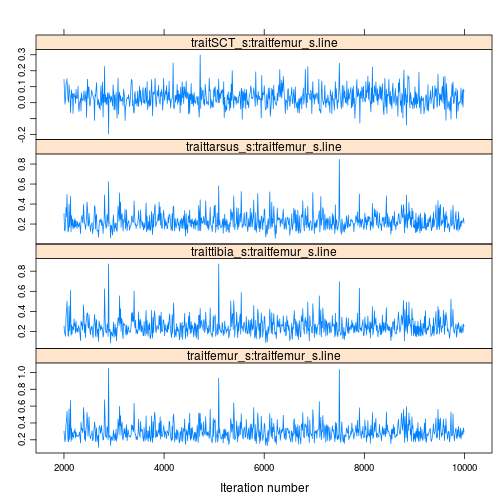 traitSCT_s:traitfemur_s.line
-0.2 0.0 0.1 0.2 0.3
traittarsus_s:traitfemur_s.line
0.2 0.4 0.6 0.8
traittibia_s:traitfemur_s.line
0.2 0.4 0.6 0.8
traitfemur_s:traitfemur_s.line
0.2 0.4 0.6 0.8 1.0
2000 4000 6000 8000 10000
Iteration number